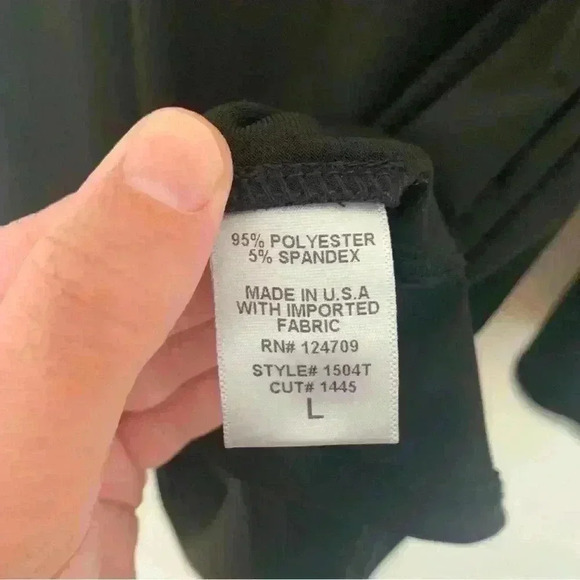 95% POLYESTER
5% SPANDEX
MADE IN U.S.A
WITH IMPORTED
FABRIC
RN# 124709
STYLE# 1504T
CUT# 1445
L